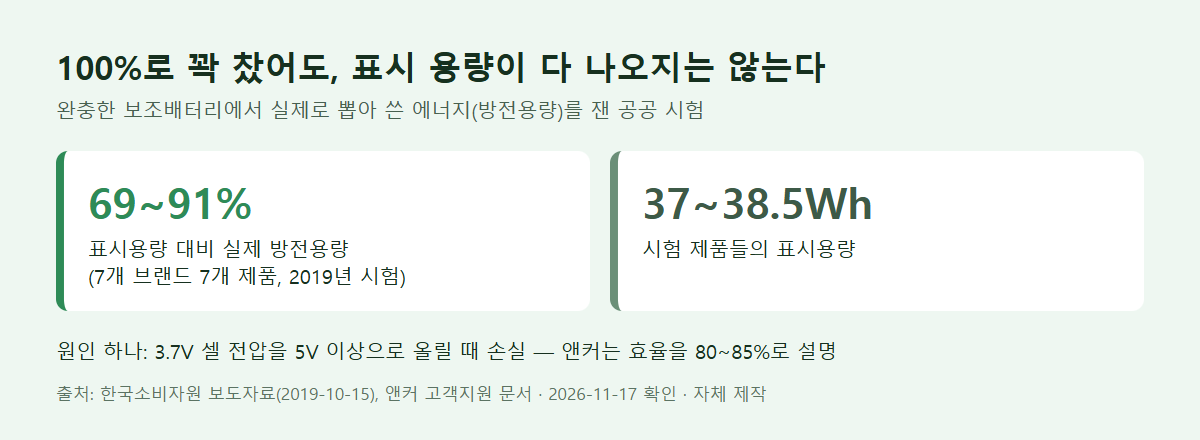 100%로 꽉 찼어도, 표시 용량이 다 나오지는 않는다
완충한 보조배터리에서 실제로 뽑아 쓴 에너지(방전용량)를 잰 공공 시험
69~91%
표시용량 대비 실제 방전용량
(7개 브랜드 7개 제품, 2019년 시험)
37~38.5Wh
시험 제품들의 표시용량
원인 하나: 3.7V 셀 전압을 5V 이상으로 올릴 때 손실 — 앤커는 효율을 80~85%로 설명
출처: 한국소비자원 보도자료(2019-10-15), 앤커 고객지원 문서 · 2026-11-17 확인 · 자체 제작